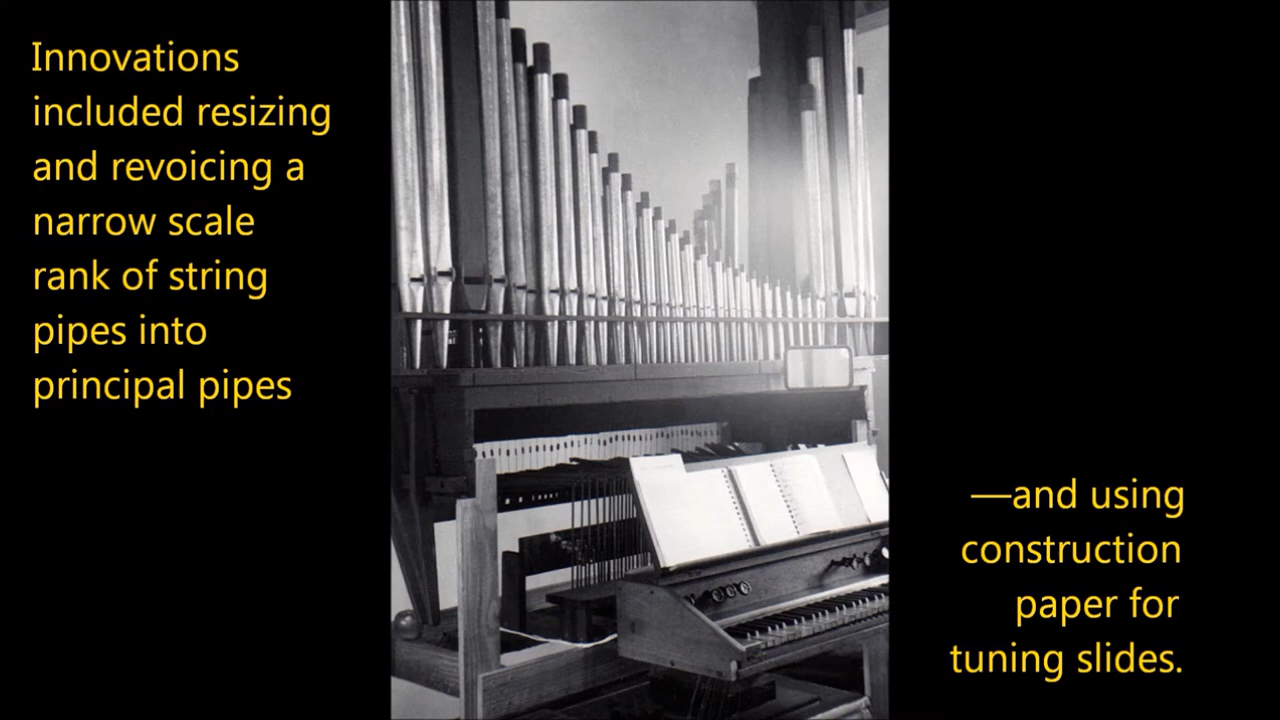 Innovations
included resizing
and revoicing a
narrow scale
rank of string
pipes into
principal pipes
—and using
construction
paper for
tuning slides.